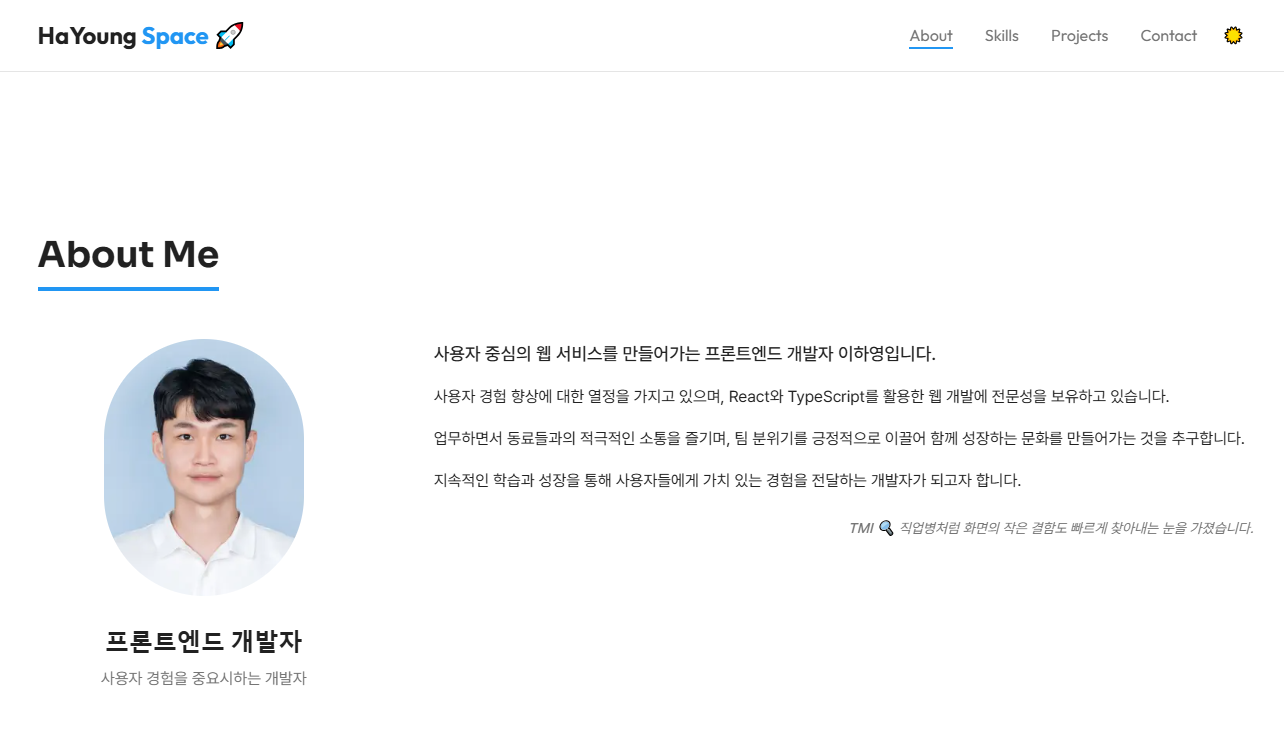 HaYoung Space 🚀
About Skills Projects Contact
About Me
사용자 중심의 웹 서비스를 만들어가는 프론트엔드 개발자 이하영입니다.
사용자 경험 향상에 대한 열정을 가지고 있으며, React와 TypeScript를 활용한 웹 개발에 전문성을 보유하고 있습니다.
업무하면서 동료들과의 적극적인 소통을 즐기며, 팀 분위기를 긍정적으로 이끌어 함께 성장하는 문화를 만들어가는 것을 추구합니다.
지속적인 학습과 성장을 통해 사용자들에게 가치 있는 경험을 전달하는 개발자가 되고자 합니다.
TMI 🔍 직업병처럼 화면의 작은 결함도 빠르게 찾아내는 눈을 가졌습니다.
프론트엔드 개발자
사용자 경험을 중요시하는 개발자